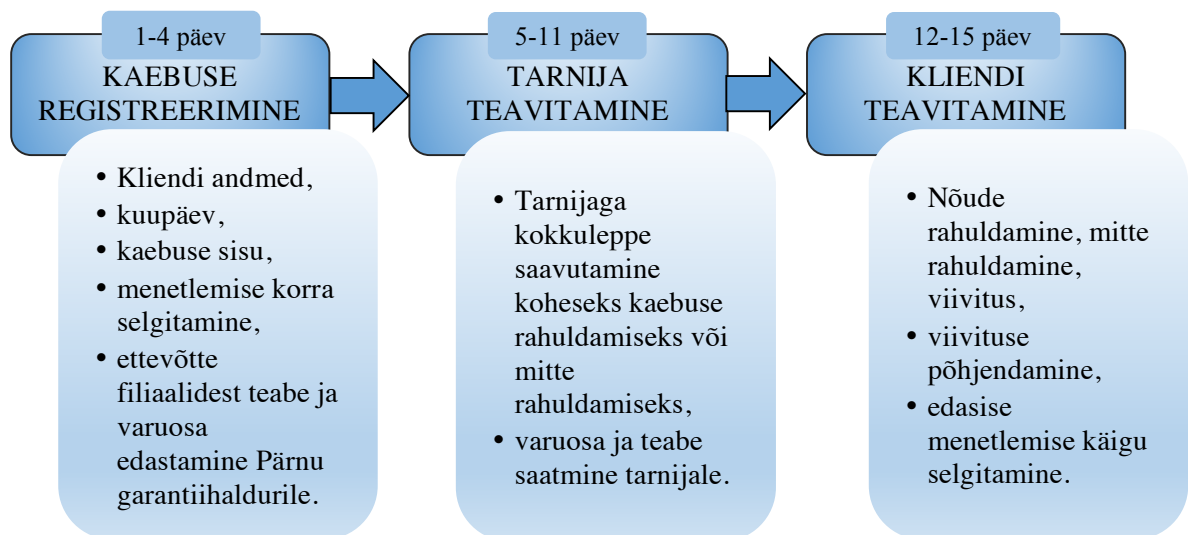 1-4 päev
KAEBUSE
REGISTREERIMINE
• Kliendi andmed,
• kuupäev,
• kaebuse sisu,
• menetlemise korra
selgitamine,
• ettevõtte
filiaalidest teabe ja
varuosa
edastamine Pärnu
garantiihaldurile.
5-11 päev
TARNIJA
TEAVITAMINE
• Tarnijaga
kokkuleppe
saavutamine
koheseks kaebuse
rahuldamiseks või
mitte
rahuldamiseks,
• varuosa ja teabe
saatmine tarnijale.
12-15 päev
KLIENDI
TEAVITAMINE
• Nõude
rahuldamine, mitte
rahuldamine,
viivitus,
• viivituse
põhjendamine,
• edasise
menetlemise käigu
selgitamine.